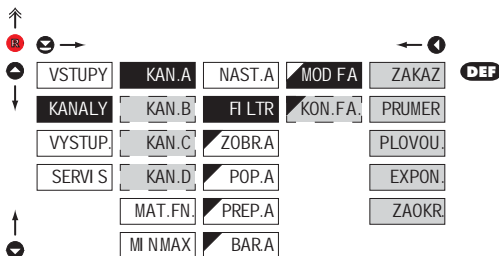 R
VSTUPY KAN.A NAST.A MOD FA ZAKAZ DEF
KANALY KAN.B FILTR KON.FA. PRUMER
VYSTUP. KAN.C ZOBR.A PLOVOU.
SERVIS KAN.D POP.A EXPON.
MAT.FN. PREP.A ZAOKR.
MINMAX BAR.A